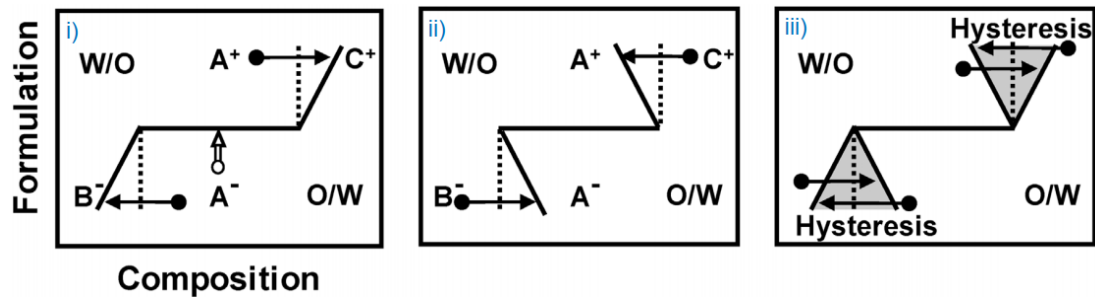 Formulation
i)
W/O
A⁺
C⁺
B⁻
A⁻
O/W
ii)
W/O
A⁺
C⁺
B⁻
A⁻
O/W
iii)
Hysteresis
W/O
O/W
Hysteresis
Composition